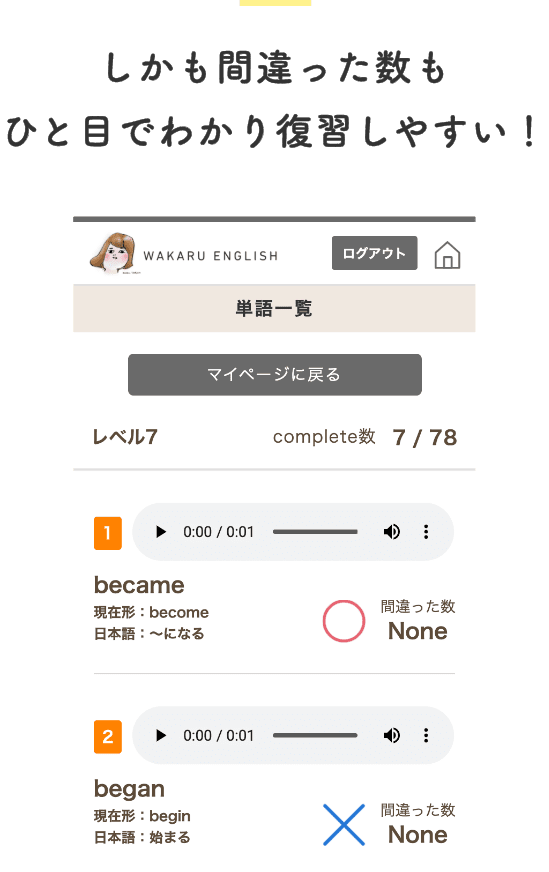 しかも間違った数も
ひと目でわかり復習しやすい！
WAKARU ENGLISH
ログアウト
単語一覧
マイページに戻る
レベル7
complete数 7 / 78
1
0:00 / 0:01
became
現在形：become
日本語：〜になる
間違った数
None
2
0:00 / 0:01
began
現在形：begin
日本語：始まる
間違った数
None